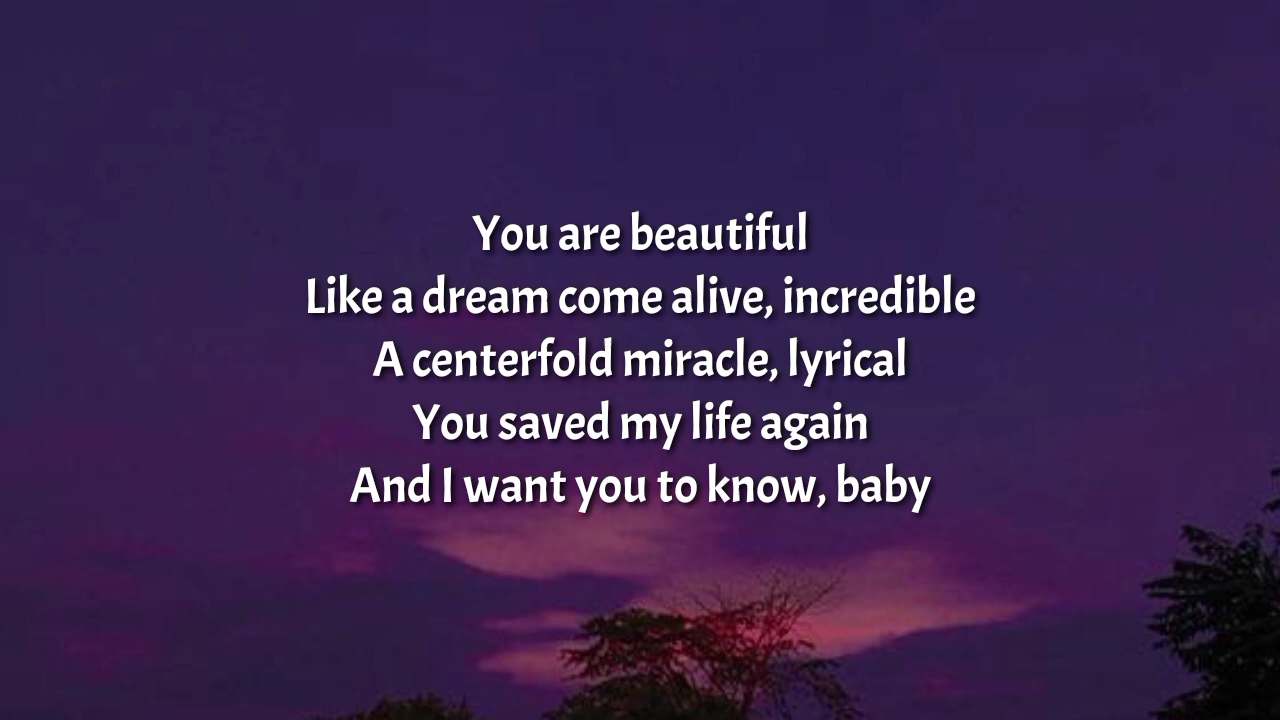 You are beautiful
Like a dream come alive, incredible
A centerfold miracle, lyrical
You saved my life again
And I want you to know, baby